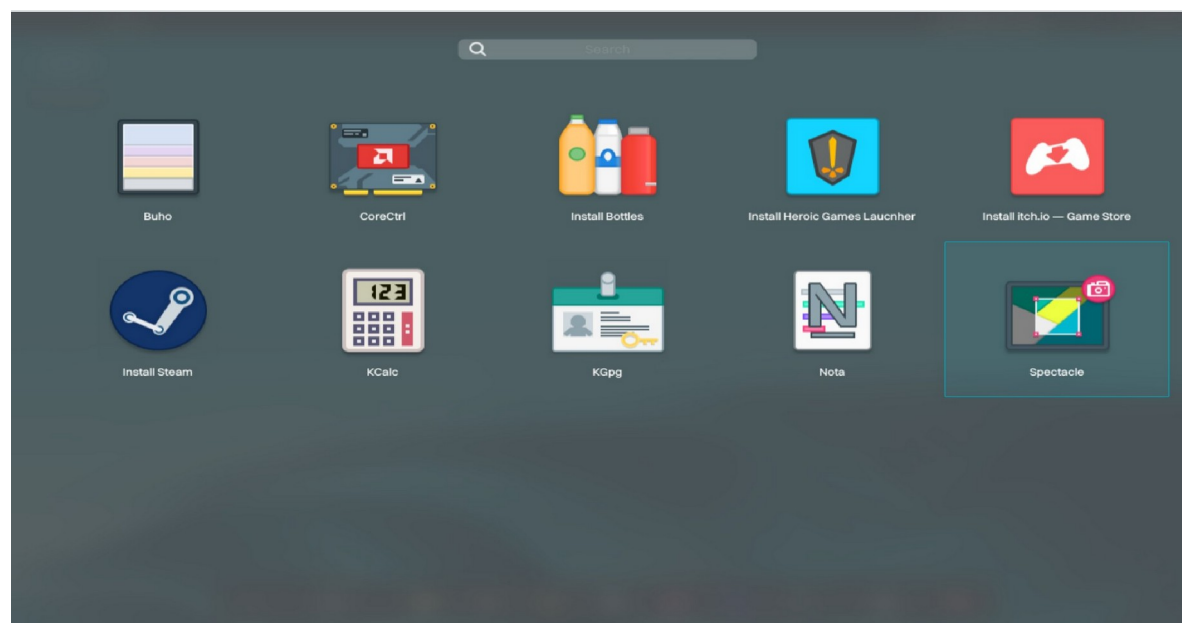 Search
Buho
CoreCtrl
Install Bottles
Install Heroic Games Laucnher
Install itch.io — Game Store
123
N
Install Steam
KCalc
KGpg
Nota
Spectacle